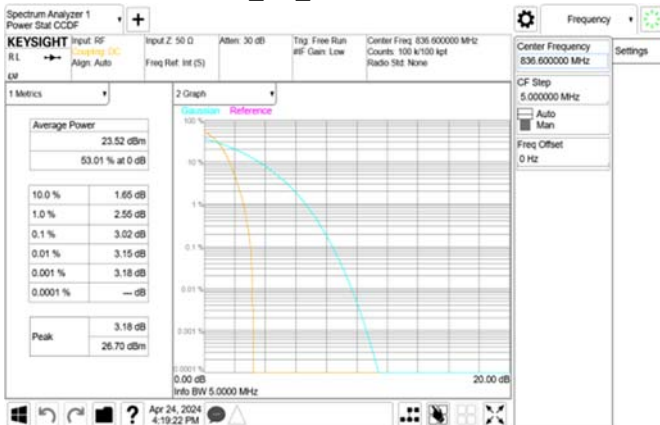 Spectrum Analyzer 1
Power Stat CCDF
Frequency
KEYSIGHT
RL
Input: RF
Coupling: DC
Align: Auto
Input Z: 50 Ω
Freq Ref: Int (S)
Atten: 30 dB
Trig: Free Run
#IF Gain: Low
Center Freq: 836.600000 MHz
Counts: 100 k/100 kpt
Radio Std: None
Center Frequency
836.600000 MHz
Settings
CF Step
5.000000 MHz
Auto
Man
Freq Offset
0 Hz
1 Metrics
Average Power
23.52 dBm
53.01 % at 0 dB
10.0 % 1.65 dB
1.0 % 2.55 dB
0.1 % 3.02 dB
0.01 % 3.15 dB
0.001 % 3.18 dB
0.0001 % --- dB
Peak 3.18 dB
26.70 dBm
2 Graph
Gaussian Reference
100 %
10 %
1 %
0.1 %
0.01 %
0.001 %
0.0001 %
0.00 dB 20.00 dB
Info BW 5.0000 MHz
Apr 24, 2024
4:19:22 PM